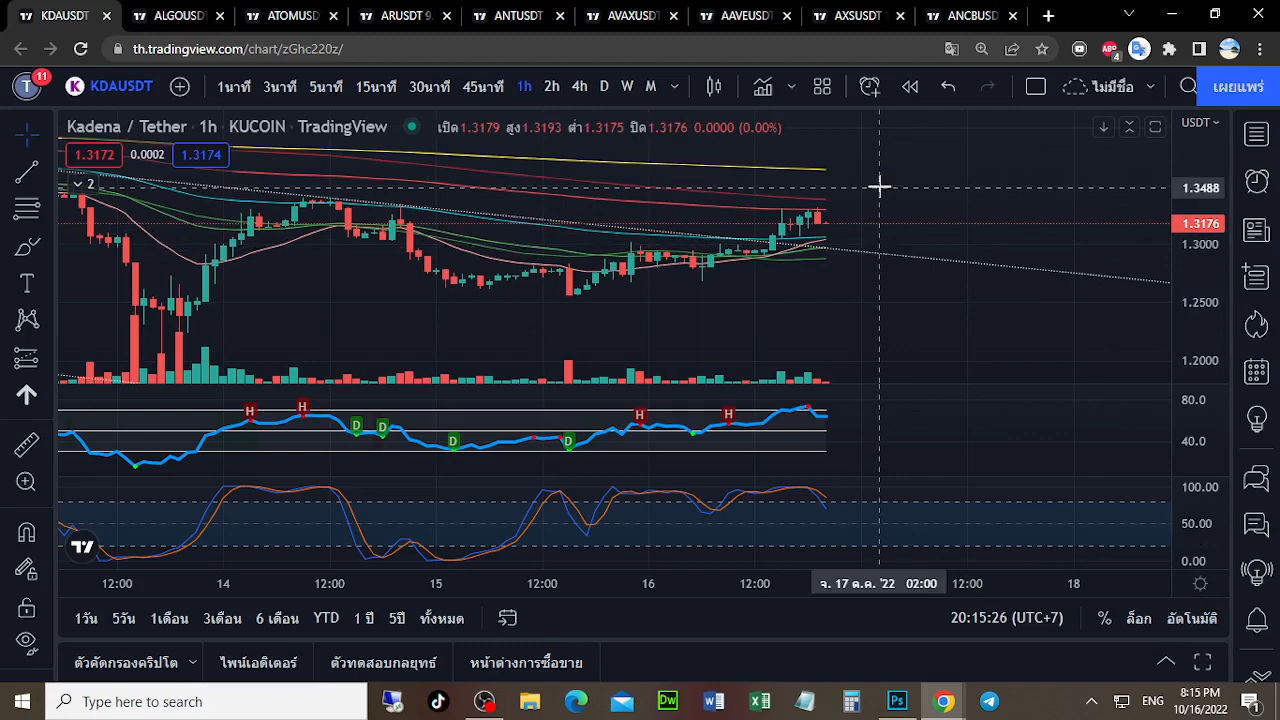 KDAUSDT
ALGOUSDT
ATOMUSD
ARUSDT 9.
ANTUSDT
AVAXUSDT
AAVEUSDT
AXSUSDT
ANCBUSD
th.tradingview.com/chart/zGhc220z/
ABP
4
T
11
KDAUSDT
1นาที
3นาที
5นาที
15นาที
30นาที
45นาที
1h
2h
4h
D
W
M
ไม่มีชื่อ
เผยแพร่
Kadena / Tether
1h
KUCOIN
TradingView
เปิด1.3179 สูง1.3193 ต่ำ1.3175 ปิด1.3176 0.0000 (0.00%)
USDT
1.3172
0.0002
1.3174
2
1.3488
1.3176
1.3000
1.2500
1.2000
80.0
H H D D D D H H
40.0
100.00
50.00
0.00
12:00
14
12:00
15
12:00
16
12:00
จ. 17 ต.ค. '22 02:00
12:00
18
1วัน
5วัน
1เดือน
3เดือน
6 เดือน
YTD
1 ปี
5ปี
ทั้งหมด
20:15:26 (UTC+7)
%
ล็อก
อัตโนมัติ
ตัวคัดกรองคริปโต
ไพน์เอดิเตอร์
ตัวทดสอบกลยุทธ์
หน้าต่างการซื้อขาย
Type here to search
Dw
W
X
Ps
ENG
8:15 PM
10/16/2022
1